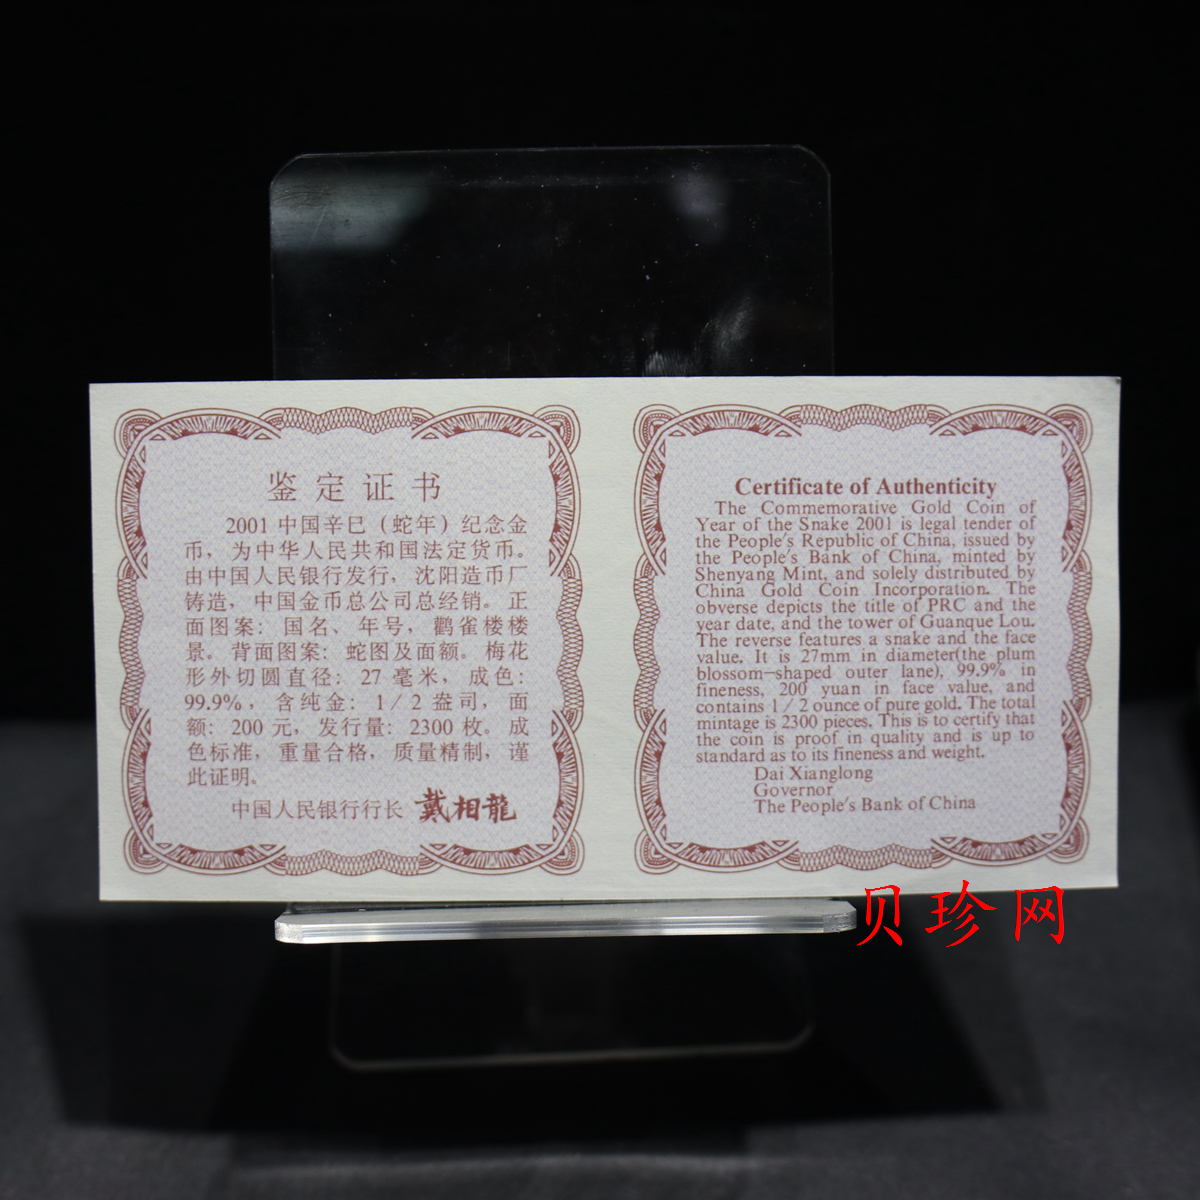 鉴定证书
2001中国辛巳（蛇年）纪念金
币，为中华人民共和国法定货币。
由中国人民银行发行，沈阳造币厂
铸造，中国金币总公司总经销。正
面图案：国名、年号，鹳雀楼楼
景。背面图案：蛇图及面额。梅花
形外切圆直径：27毫米，成色：
99.9%，含纯金：1/2盎司，面
额：200元，发行量：2300枚。成
色标准，重量合格，质量精制，谨
此证明。
中国人民银行行长 戴相龍
Certificate of Authenticity
The Commemorative Gold Coin of
Year of the Snake 2001 is legal tender of
the People's Republic of China, issued by
the People's Bank of China, minted by
Shenyang Mint, and solely distributed by
China Gold Coin Incorporation. The
obverse depicts the title of PRC and the
year date, and the tower of Guanque Lou.
The reverse features a snake and the face
value. It is 27mm in diameter(the plum
blossom-shaped outer lane), 99.9% in
fineness, 200 yuan in face value, and
contains 1/2 ounce of pure gold. The total
mintage is 2300 pieces. This is to certify that
the coin is proof in quality and is up to
standard as to its fineness and weight.
Dai Xianglong
Governor
The People's Bank of China
贝珍网